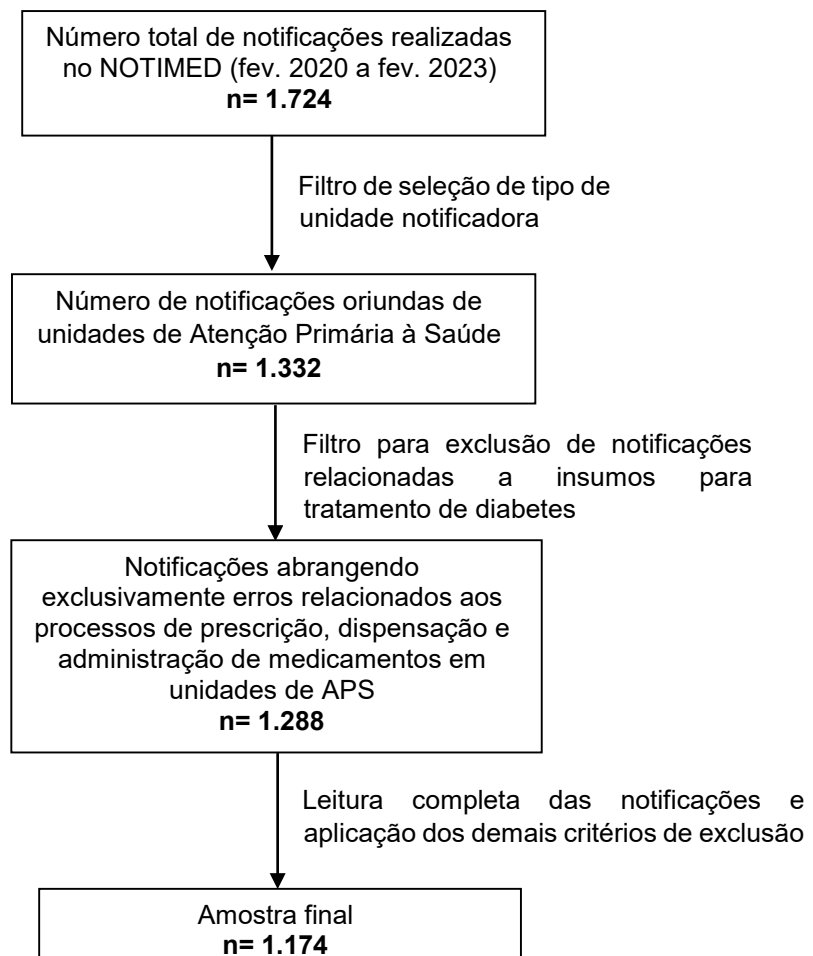 Número total de notificações realizadas
no NOTIMED (fev. 2020 a fev. 2023)
n= 1.724
Filtro de seleção de tipo de
unidade notificadora
Número de notificações oriundas de
unidades de Atenção Primária à Saúde
n= 1.332
Filtro para exclusão de notificações
relacionadas a insumos para
tratamento de diabetes
Notificações abrangendo
exclusivamente erros relacionados aos
processos de prescrição, dispensação e
administração de medicamentos em
unidades de APS
n= 1.288
Leitura completa das notificações e
aplicação dos demais critérios de exclusão
Amostra final
n= 1.174